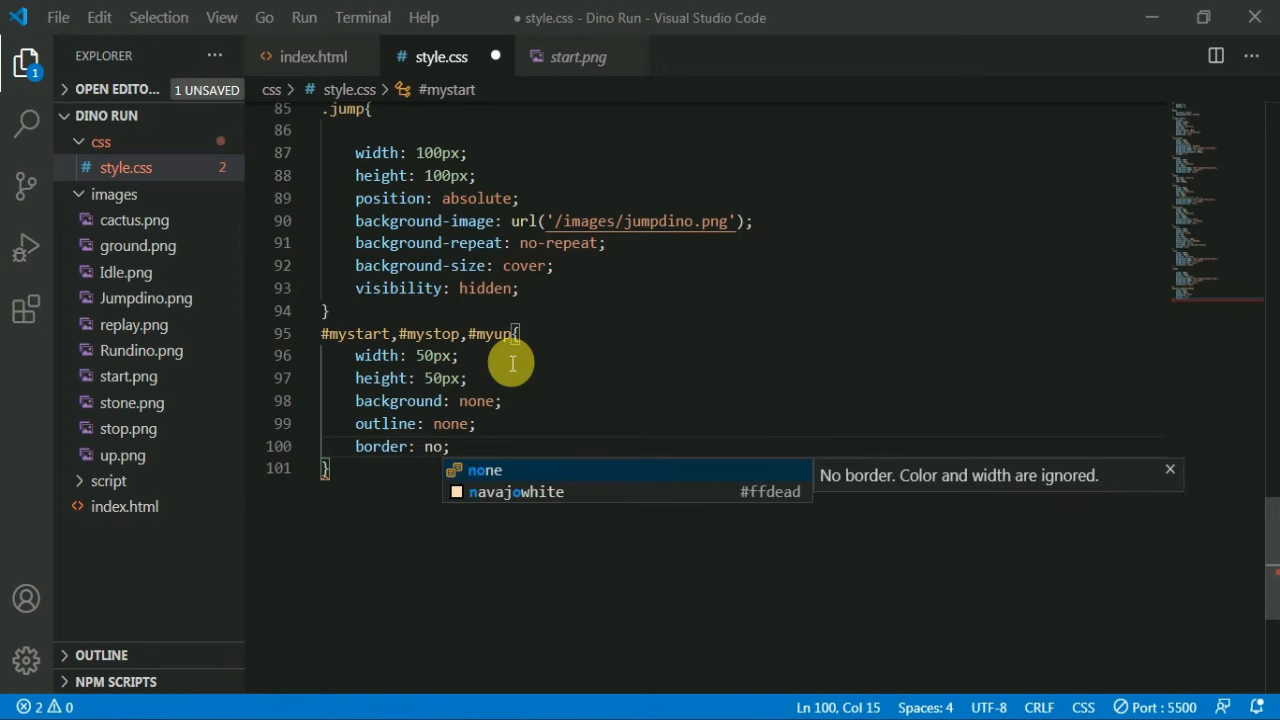 File Edit Selection View Go Run Terminal Help
● style.css - Dino Run - Visual Studio Code
EXPLORER ...
index.html
# style.css
start.png
OPEN EDITO... 1 UNSAVED
css > # style.css > #mystart
DINO RUN
css
# style.css 2
images
cactus.png
ground.png
Idle.png
Jumpdino.png
replay.png
Rundino.png
start.png
stone.png
stop.png
up.png
script
index.html
OUTLINE
NPM SCRIPTS
1
85 .jump{
86
87 width: 100px;
88 height: 100px;
89 position: absolute;
90 background-image: url('/images/jumpdino.png');
91 background-repeat: no-repeat;
92 background-size: cover;
93 visibility: hidden;
94 }
95 #mystart,#mystop,#myup{
96 width: 50px;
97 height: 50px;
98 background: none;
99 outline: none;
100 border: no;
101 }
none
navajowhite #ffdead
No border. Color and width are ignored.
2 0 Ln 100, Col 15 Spaces: 4 UTF-8 CRLF CSS Port : 5500